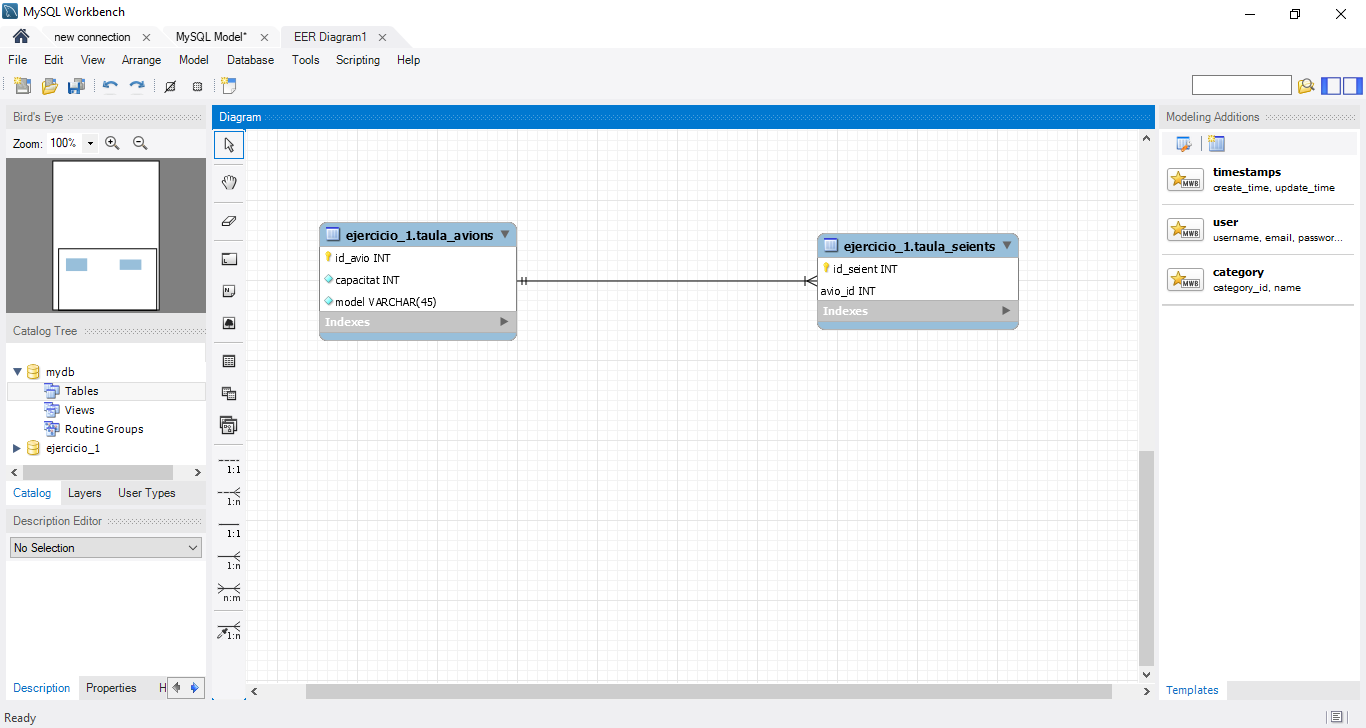 MySQL Workbench
new connection
MySQL Model*
EER Diagram1
File Edit View Arrange Model Database Tools Scripting Help
Bird's Eye
Zoom: 100%
Catalog Tree
mydb
Tables
Views
Routine Groups
ejercicio_1
Catalog Layers User Types
Description Editor
No Selection
Description Properties H
Ready
Diagram
1:1
1:n
1:1
1:n
n:m
1:n
ejercicio_1.taula_avions
id_avio INT
capacitat INT
model VARCHAR(45)
Indexes
ejercicio_1.taula_seients
id_seient INT
avio_id INT
Indexes
Modeling Additions
MWB
timestamps
create_time, update_time
MWB
user
username, email, passwor...
MWB
category
category_id, name
Templates